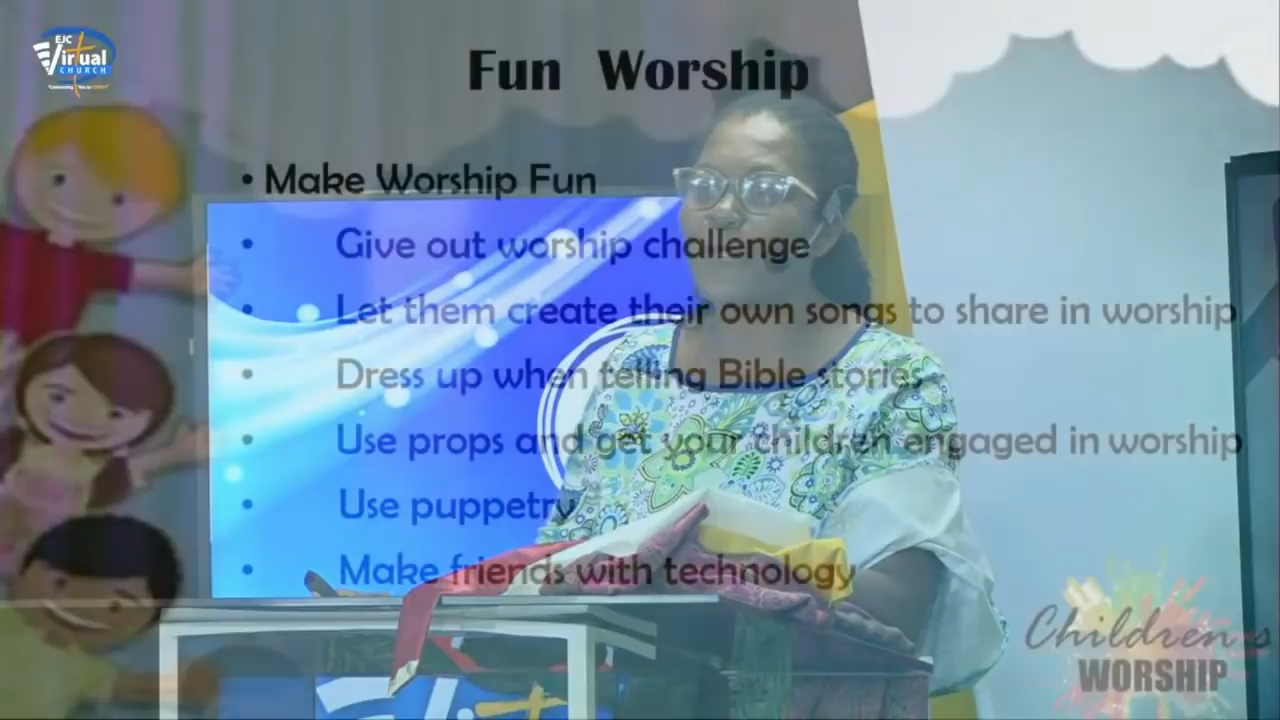 EJC
Virtual
CHURCH
Fun Worship
• Make Worship Fun
• Give out worship challenge
• Let them create their own songs to share in worship
• Dress up when telling Bible stories
• Use props and get your children engaged in worship
• Use puppetry
• Make friends with technology
Children's
WORSHIP